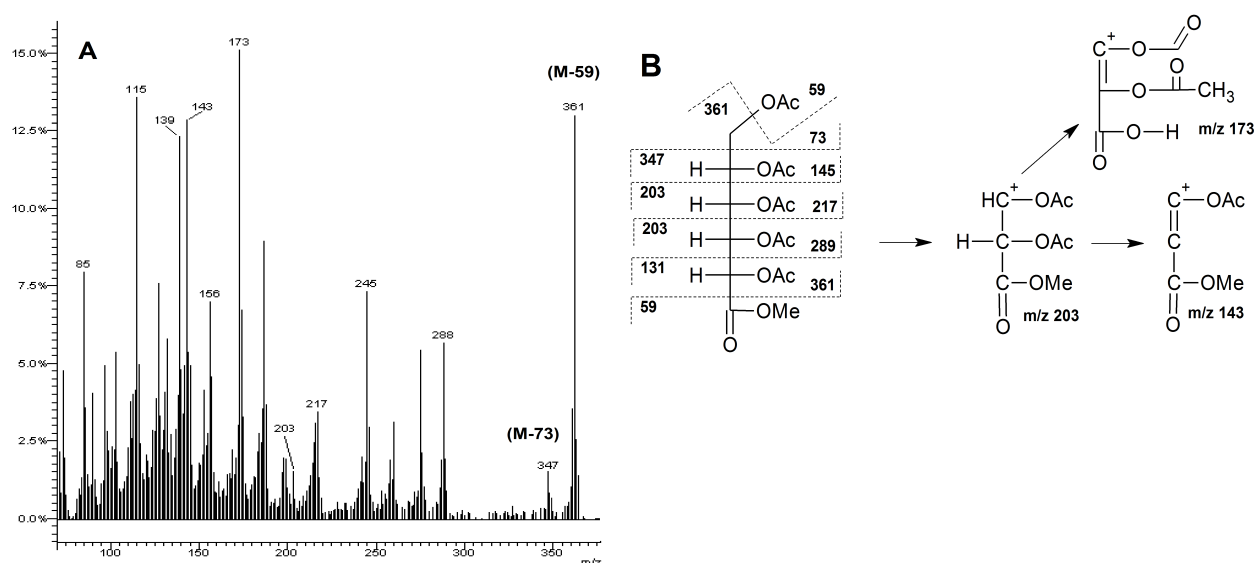 A
15.0%
12.5%
10.0%
7.5%
5.0%
2.5%
0.0%
173
(M-59)
361
115
143
139
85
156
245
288
217
203
(M-73)
347
100
150
200
250
300
350
m/z
B
59
361
OAc
73
347
H
OAc
145
203
H
OAc
217
203
H
OAc
289
131
H
OAc
361
59
OMe
O
O
C
+
O
O
O
CH3
C
O
H
m/z 173
O
HC
+
OAc
H
C
OAc
C
OMe
O
m/z 203
+
C
OAc
C
C
OMe
O
m/z 143